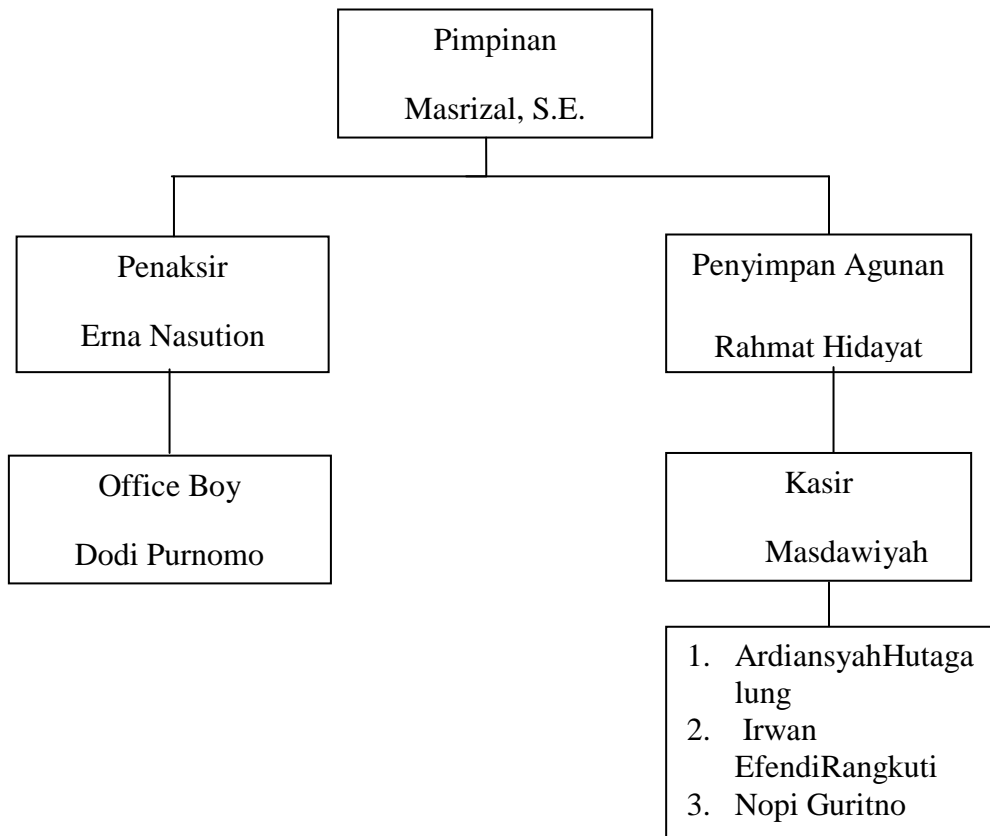 Pimpinan
Masrizal, S.E.
Penaksir
Erna Nasution
Penyimpan Agunan
Rahmat Hidayat
Office Boy
Dodi Purnomo
Kasir
Masdawiyah
1. ArdiansyahHutaga
lung
2. Irwan
EfendiRangkuti
3. Nopi Guritno